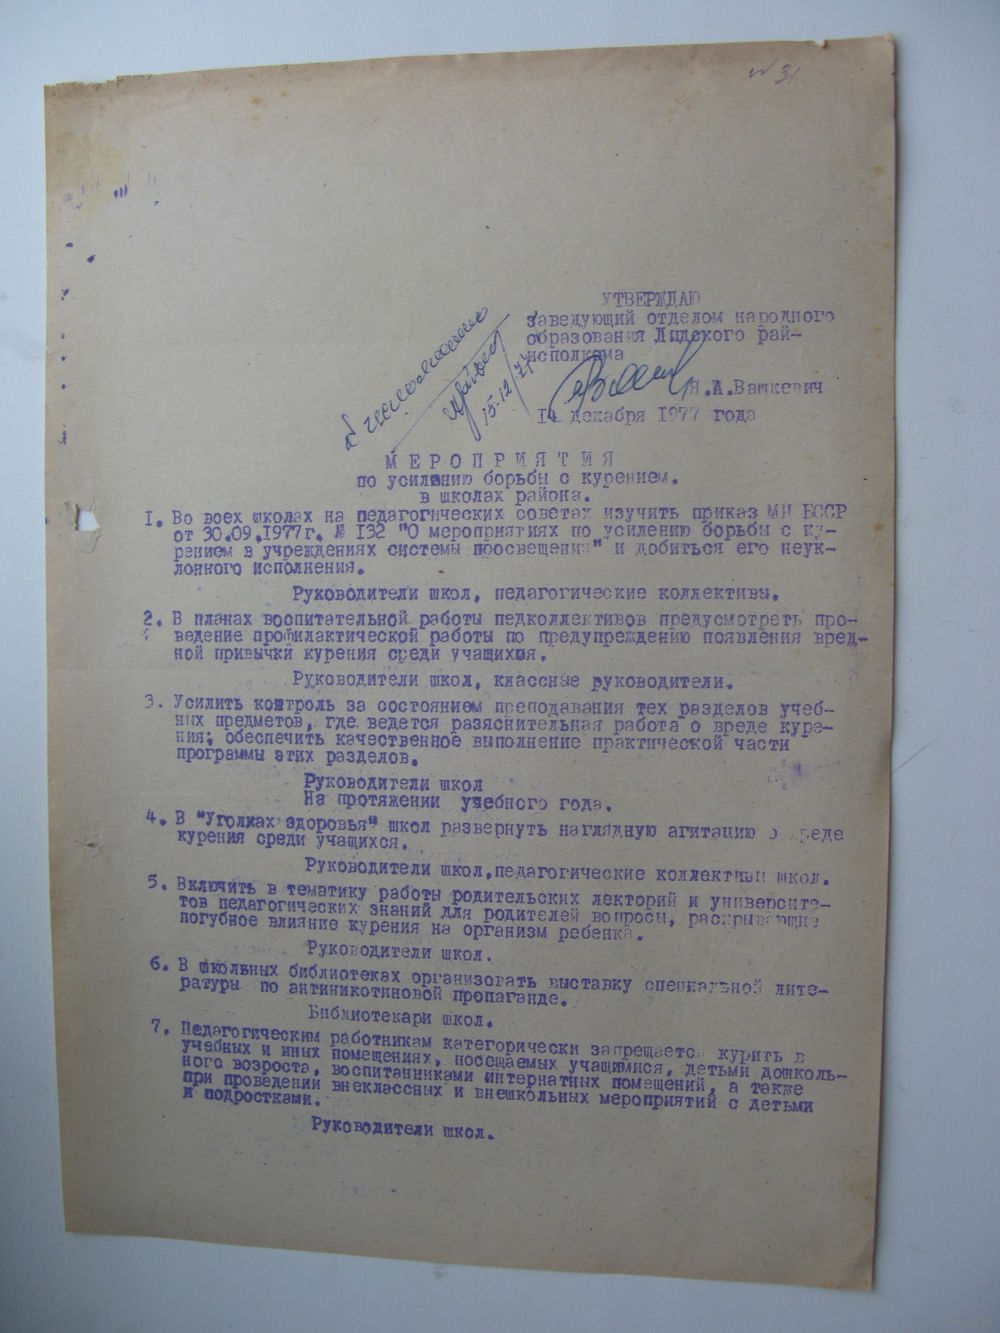 № 31
УТВЕРЖДАЮ
Заведующий отделом народного
образования Лидского рай-
исполкома
Я.А.Вашкевич
14 декабря 1977 года
15.12.77
М Е Р О П Р И Я Т И Я
по усилению борьбы с курением.
в школах района.
I. Во всех школах на педагогических советах изучить приказ МП БССР
от 30.09.1977г. № 132 "О мероприятиях по усилению борьбы с ку-
рением в учреждениях системы просвещения" и добиться его неук-
лонного исполнения.
Руководители школ, педагогические коллективы.
2. В планах воспитательной работы педколлективов предусмотреть про-
ведение профилактической работы по предупреждению появления вред-
ной привычки курения среди учащихся.
Руководители школ, классные руководители.
3. Усилить контроль за состоянием преподавания тех разделов учеб-
ных предметов, где ведется разяснительная работа о вреде куре-
ния; обеспечить качественное выполнение практической части
программы этих разделов.
Руководители школ
На протяжении учебного года.
4. В "Уголках здоровья" школ развернуть наглядную агитацию о вреде
курения среди учащихся.
Руководители школ, педагогические коллективы школ.
5. Включить в тематику работы родительских лекторий и университе-
тов педагогических знаний для родителей вопросы, раскрывающие
погубное влияние курения на организм ребенка.
Руководители школ.
6. В школьных библиотеках организовать выставку специальной лите-
ратуры по антиникотиновой пропаганде.
Библиотекари школ.
7. Педагогическим работникам категорически запрещается курить в
учебных и иных помещениях, посещаемых учащимися, детьми дошколь-
ного возроста, воспитанниками интернатных помещений, а также
при проведении внеклассных и внешкольных мероприятий с детьми
и подростками.
Руководители школ.